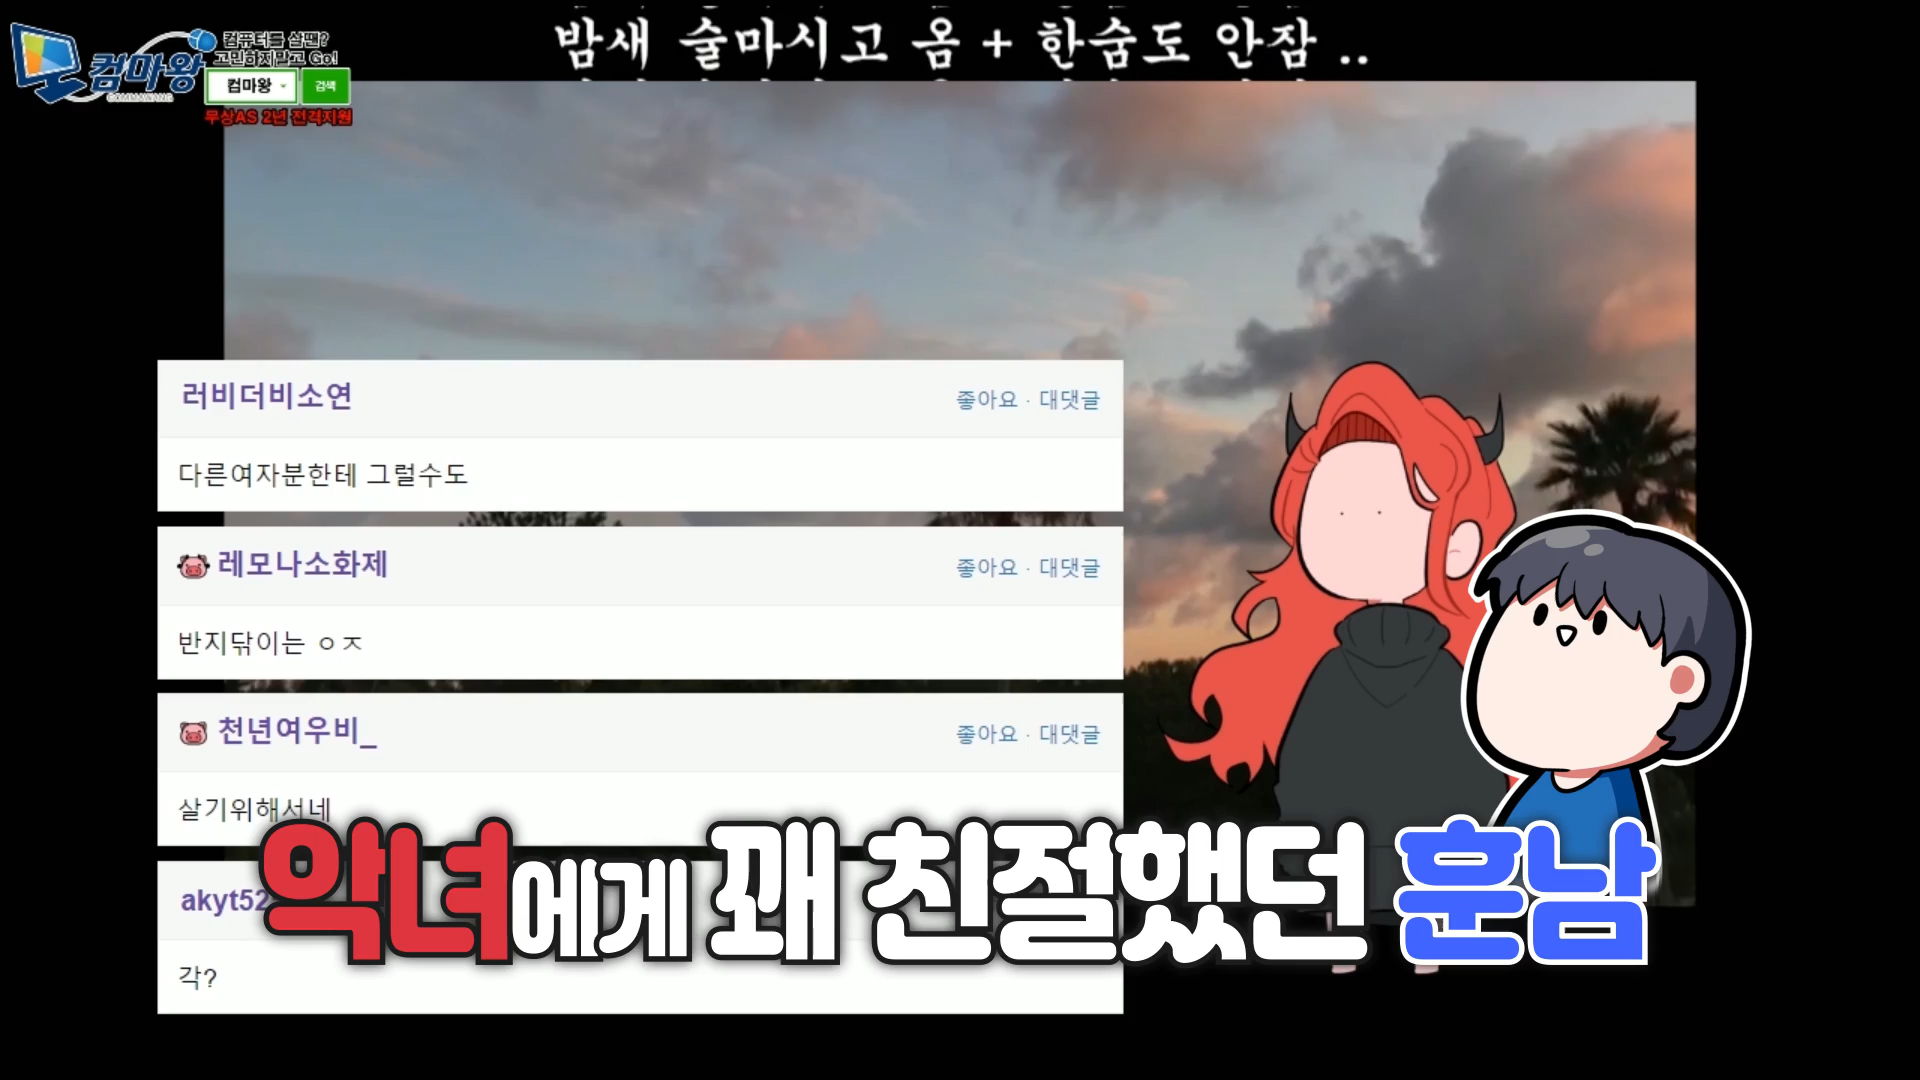 밤새 술마시고 옴 + 한숨도 안잠 ..
컴퓨터를 살땐?
고민하지말고 Go!
컴마왕
컴마왕 검색
무상AS 2년 전격지원
러비더비소연 좋아요 · 대댓글
다른여자분한테 그럴수도
레모나소화제 좋아요 · 대댓글
반지닦이는 ㅇㅈ
천년여우비_ 좋아요 · 대댓글
살기위해서네
akyt52
각?
악녀에게 꽤 친절했던 훈남